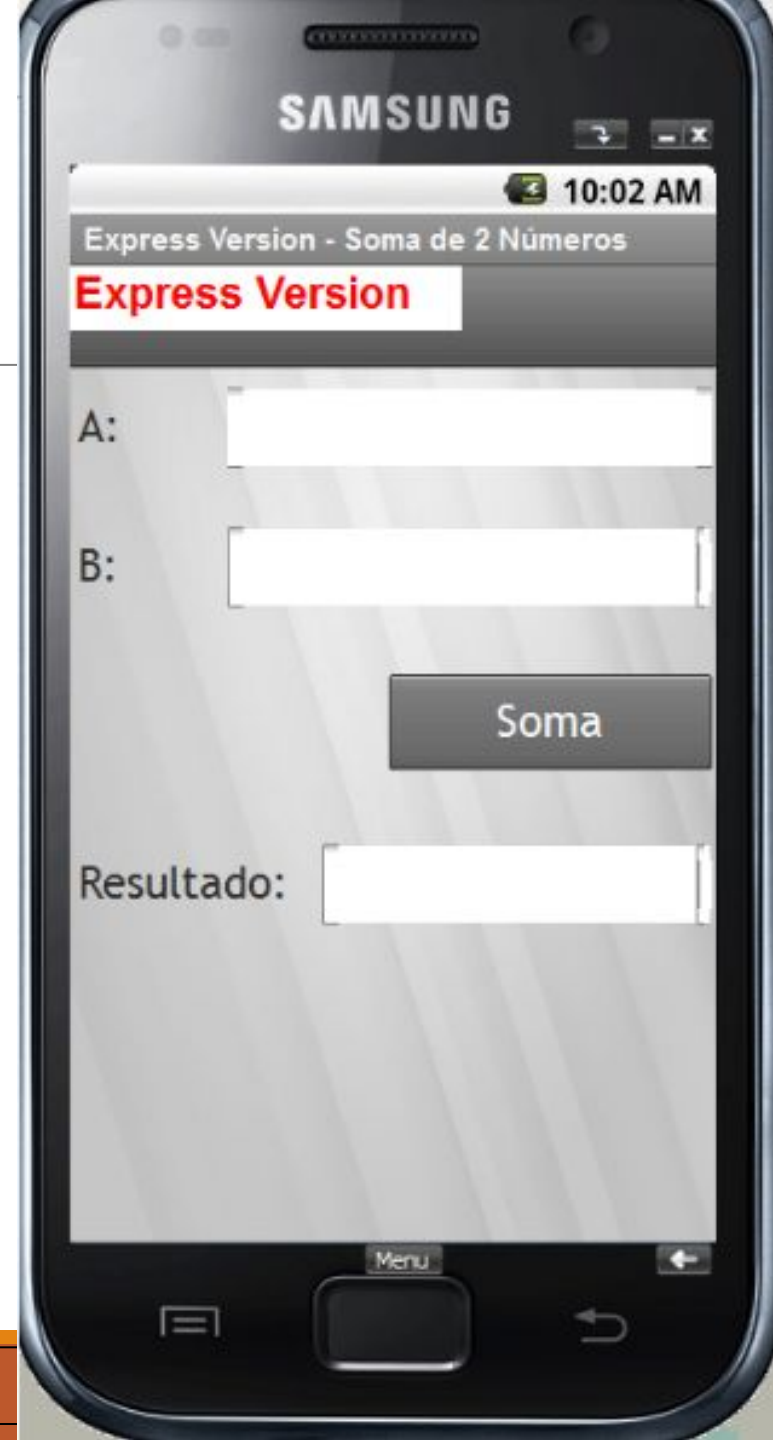 SAMSUNG
10:02 AM
Express Version - Soma de 2 Números
Express Version
A:
B:
Soma
Resultado:
Menu